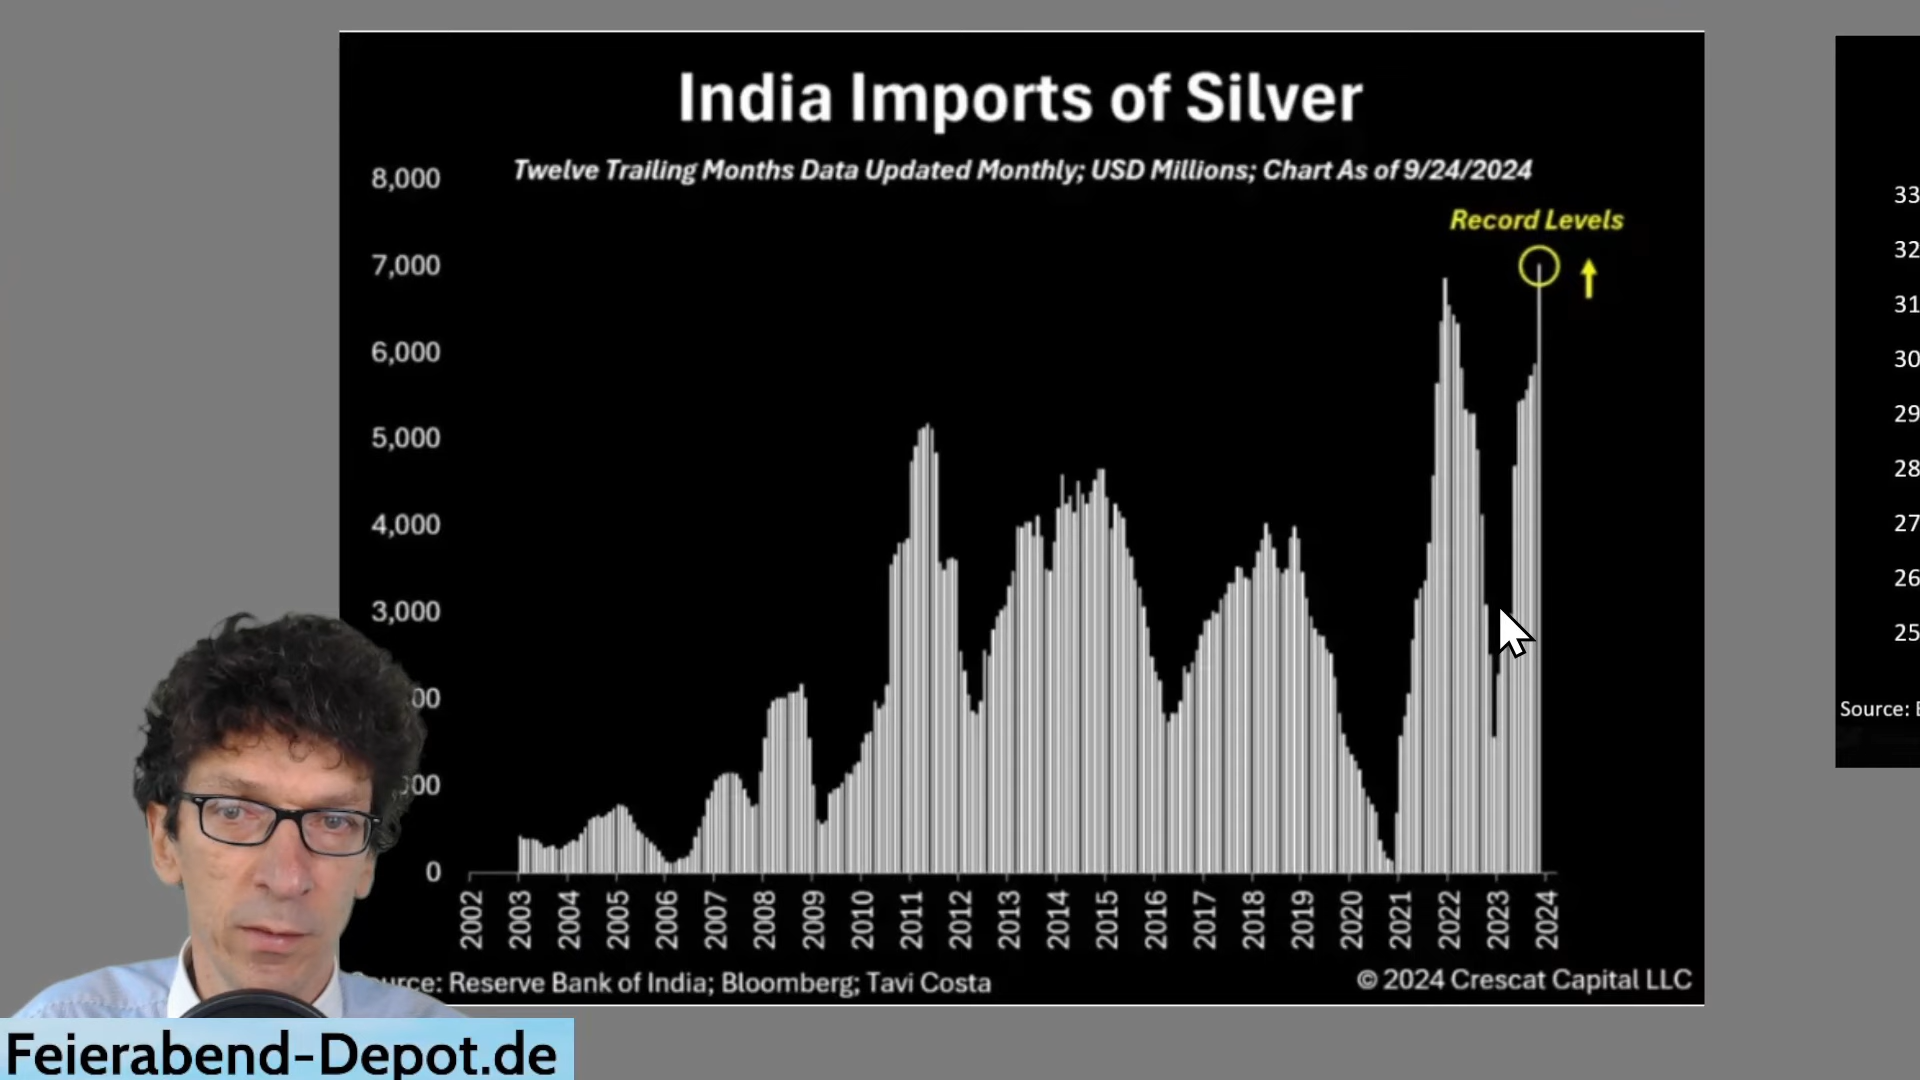 India Imports of Silver
Twelve Trailing Months Data Updated Monthly; USD Millions; Chart As of 9/24/2024
Record Levels
8,000
7,000
6,000
5,000
4,000
3,000
00
00
0
2002 2003 2004 2005 2006 2007 2008 2009 2010 2011 2012 2013 2014 2015 2016 2017 2018 2019 2020 2021 2022 2023 2024
urce: Reserve Bank of India; Bloomberg; Tavi Costa
© 2024 Crescat Capital LLC
33
32
31
30
29
28
27
26
25
Source:
Feierabend-Depot.de